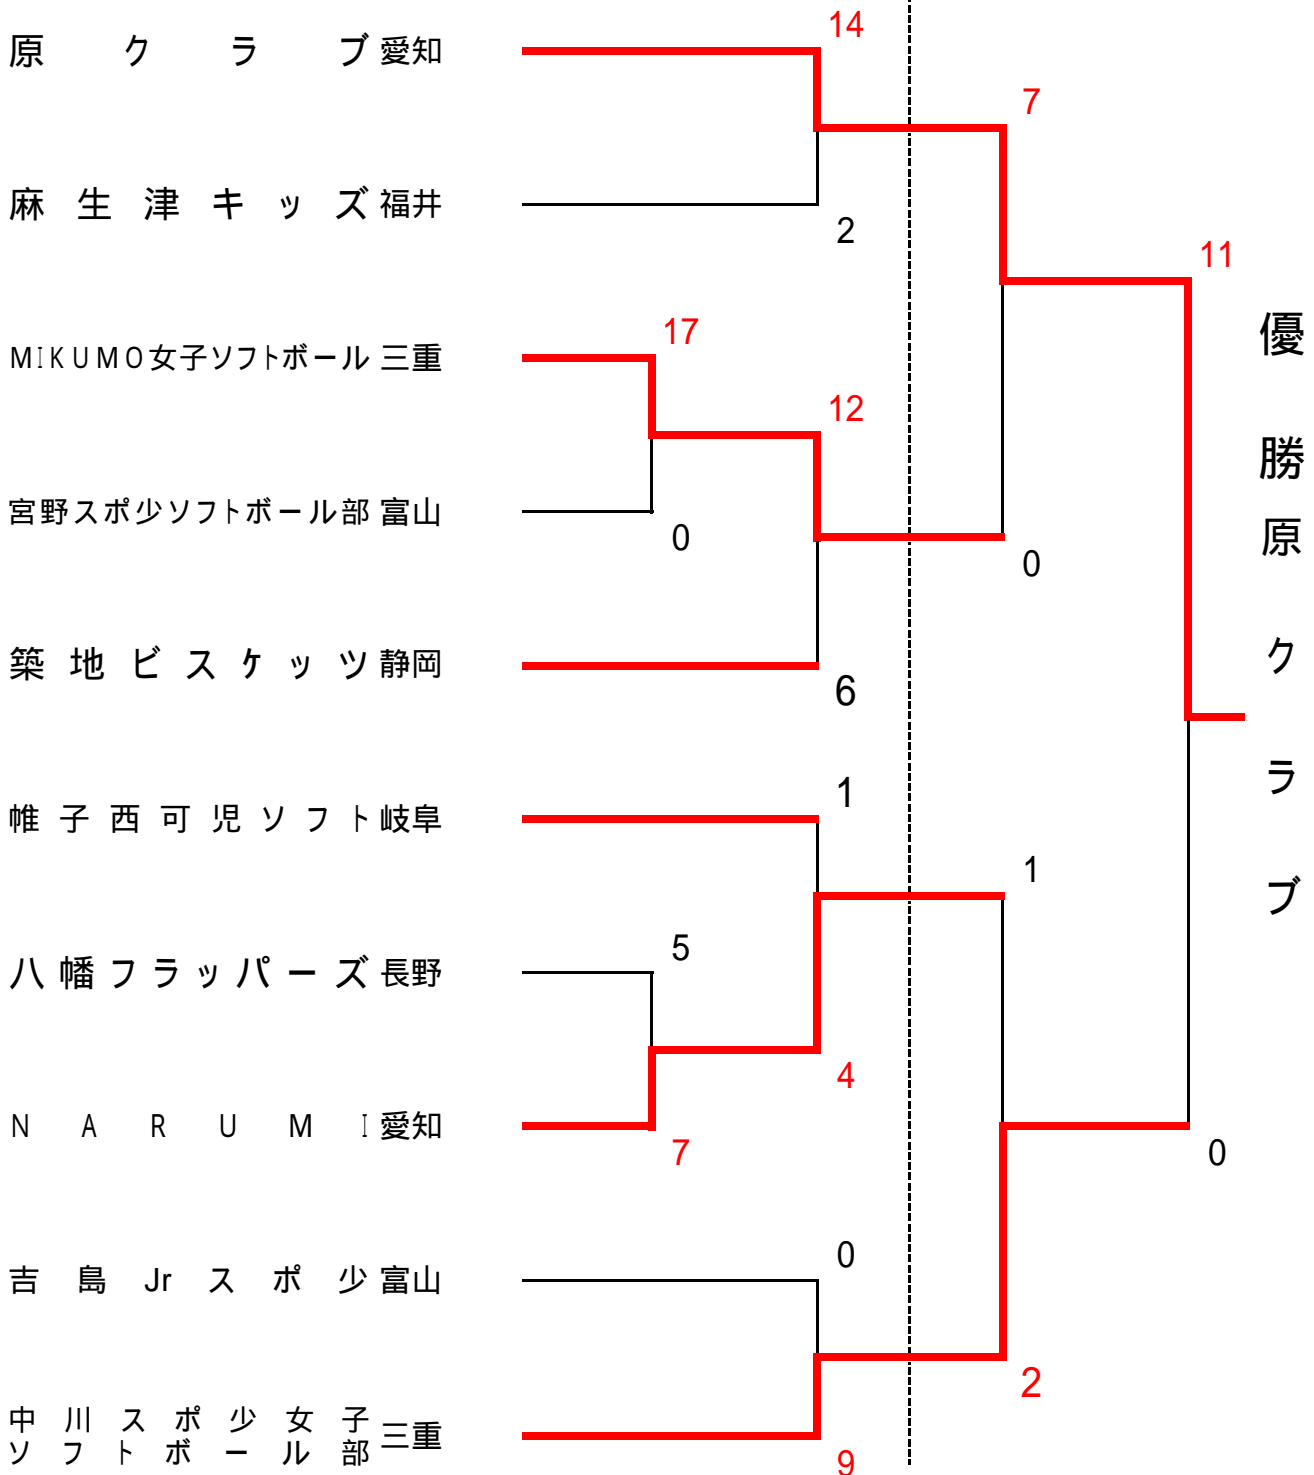 14
原クラブ 愛知
7
麻生津キッズ 福井
2
11
17
MIKUMO女子ソフトボール 三重
12
宮野スポ少ソフトボール部 富山
0
0
築地ビスケッツ 静岡
6
1
帷子西可児ソフト 岐阜
1
5
八幡フラッパーズ 長野
4
NARUMI 愛知
7
0
0
吉島Jrスポ少 富山
2
中川スポ少女子
ソフトボール部 三重
9
優勝
原クラブ